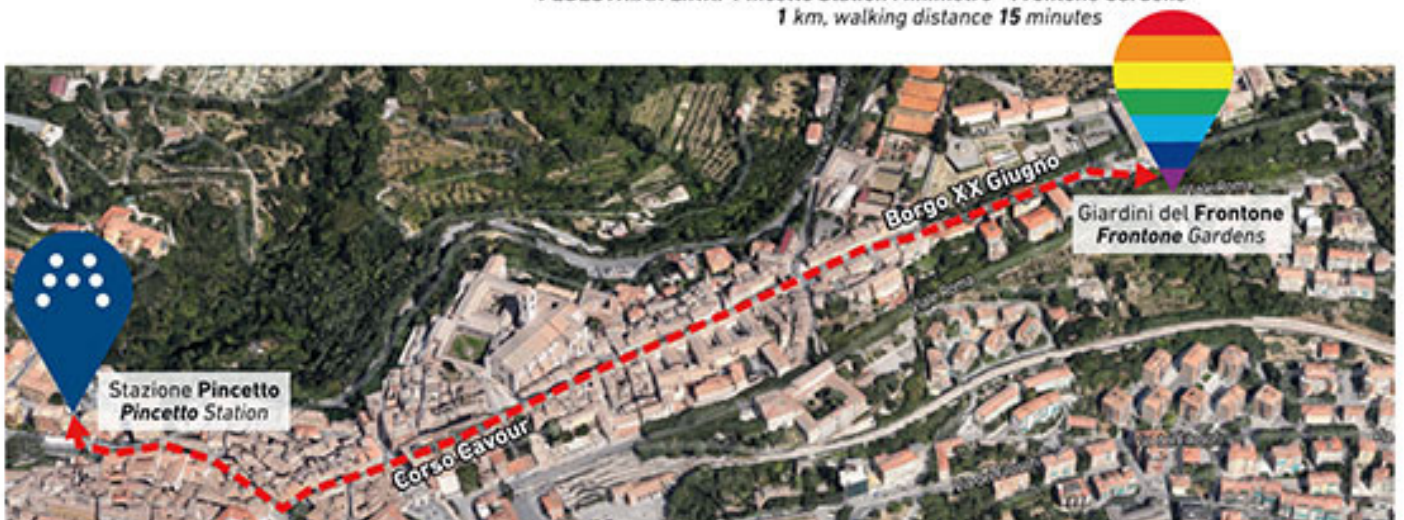 1 km, walking distance 15 minutes
Borgo XX Giugno
Giardini del Frontone
Frontone Gardens
Stazione Pincetto
Pincetto Station
Corso Cavour